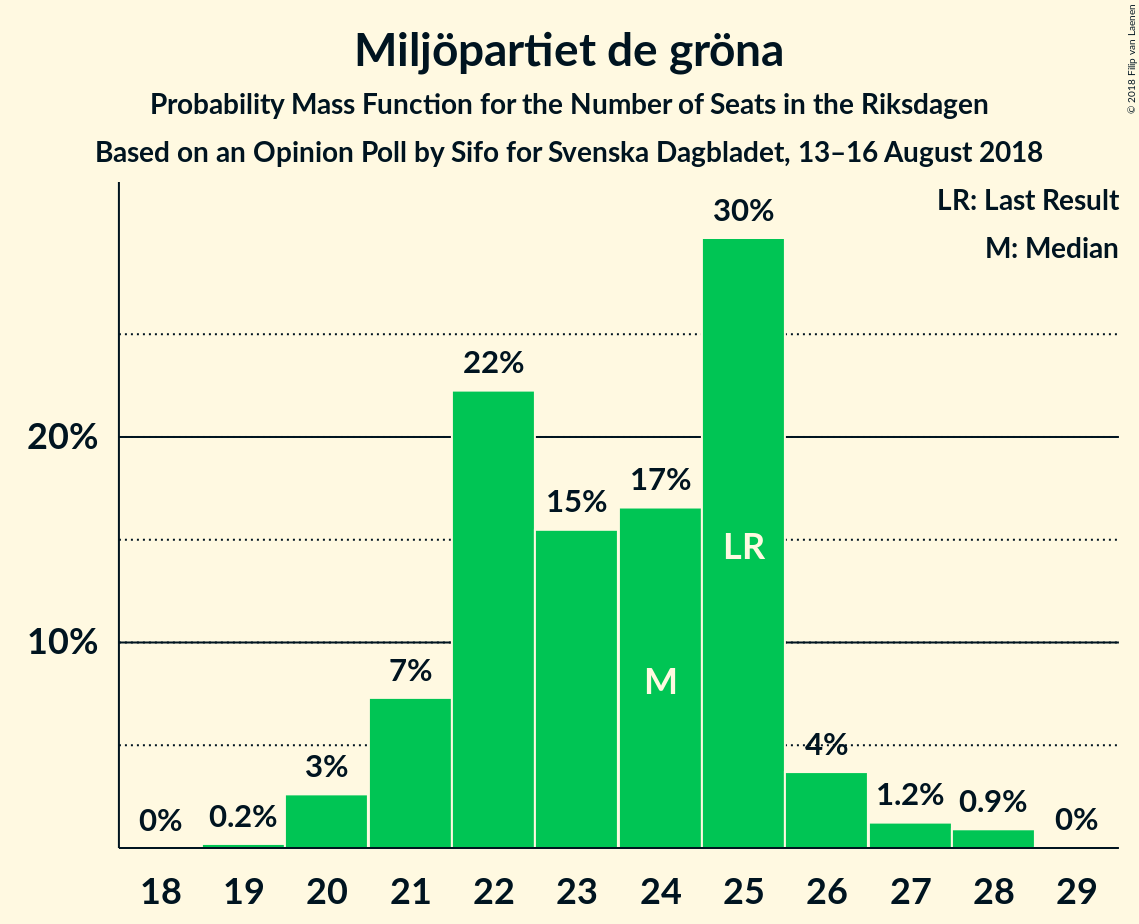 Miljöpartiet de gröna
Probability Mass Function for the Number of Seats in the Riksdagen
Based on an Opinion Poll by Sifo for Svenska Dagbladet, 13–16 August 2018
© 2018 Filip van Laenen
LR: Last Result
M: Median
20%
10%
0%
0.2%
3%
7%
22%
15%
17%
30%
4%
1.2%
0.9%
0%
M
LR
18 19 20 21 22 23 24 25 26 27 28 29